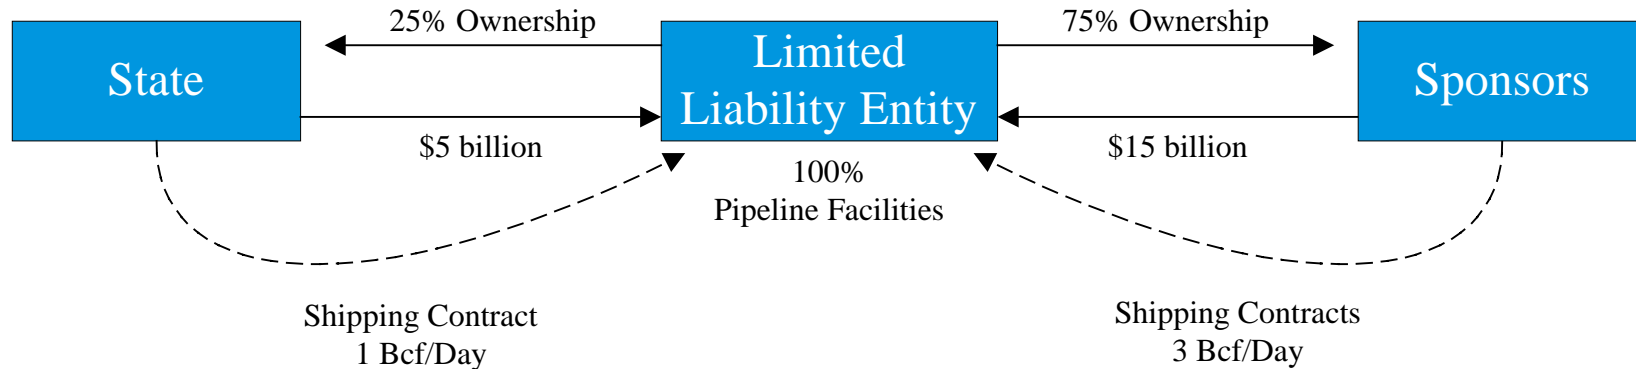 25% Ownership
75% Ownership
State
Limited
Liability Entity
Sponsors
$5 billion
$15 billion
100%
Pipeline Facilities
Shipping Contract
1 Bcf/Day
Shipping Contracts
3 Bcf/Day